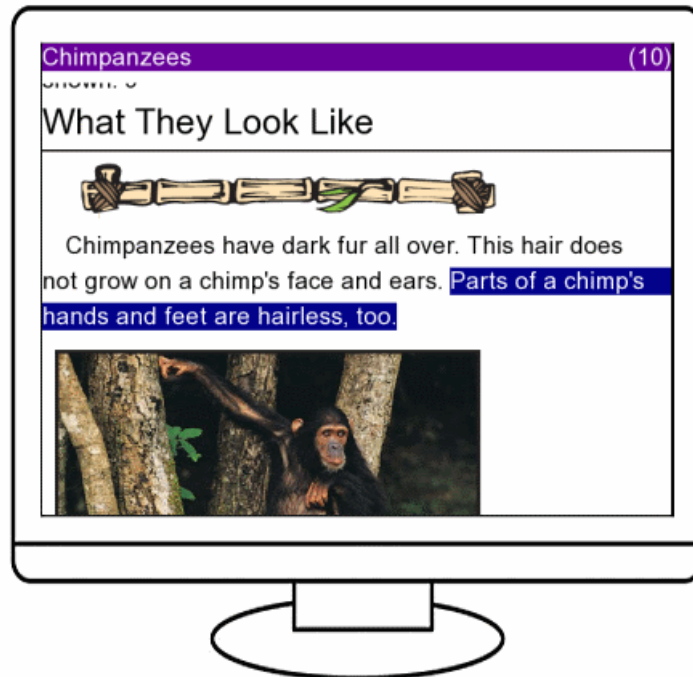 Chimpanzees (10)
What They Look Like
Chimpanzees have dark fur all over. This hair does
not grow on a chimp's face and ears. Parts of a chimp's
hands and feet are hairless, too.